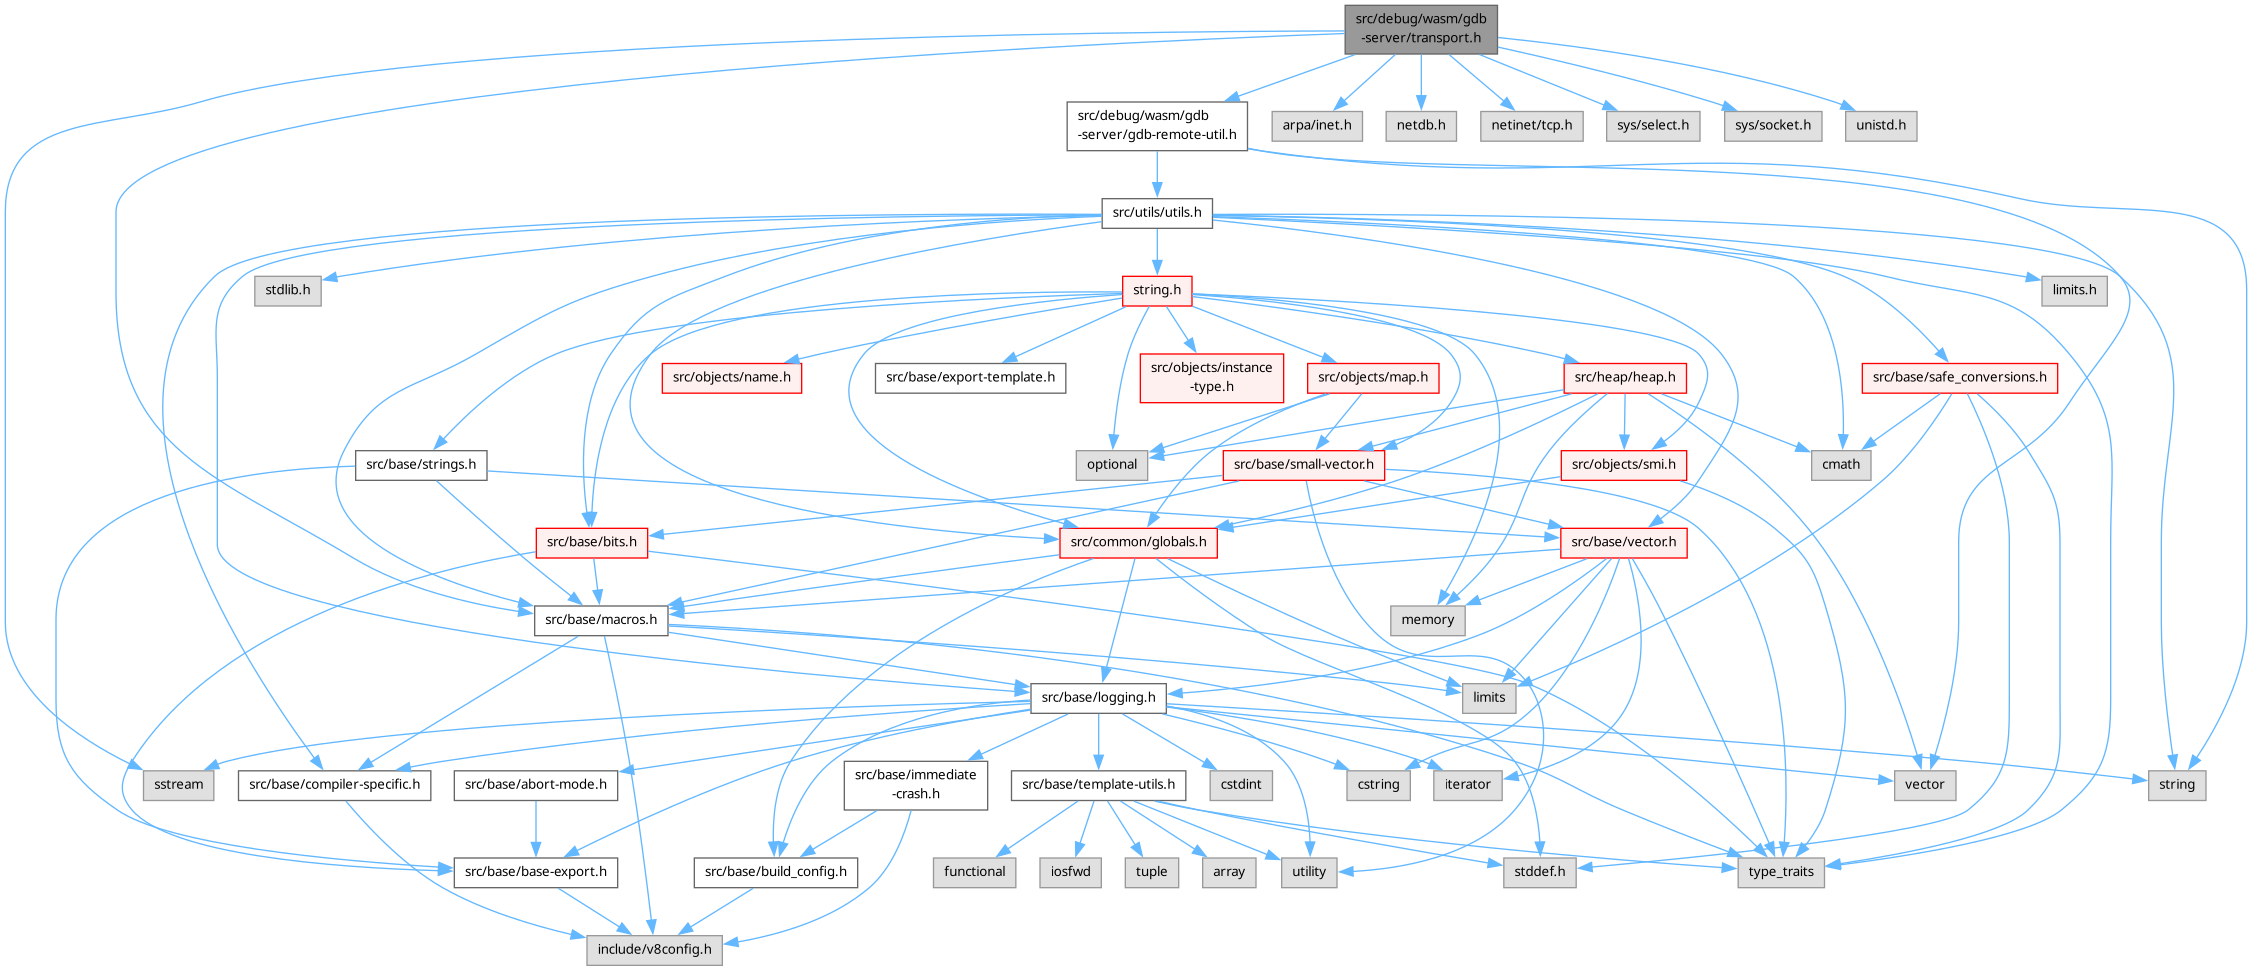 src/debug/wasm/gdb
-server/transport.h
src/debug/wasm/gdb
-server/gdb-remote-util.h
arpa/inet.h
netdb.h
netinet/tcp.h
sys/select.h
sys/socket.h
unistd.h
src/utils/utils.h
stdlib.h
string.h
limits.h
src/objects/name.h
src/base/export-template.h
src/objects/instance
-type.h
src/objects/map.h
src/heap/heap.h
src/base/safe_conversions.h
src/base/strings.h
optional
src/base/small-vector.h
src/objects/smi.h
cmath
src/base/bits.h
src/common/globals.h
src/base/vector.h
src/base/macros.h
memory
src/base/logging.h
limits
sstream
src/base/compiler-specific.h
src/base/abort-mode.h
src/base/immediate
-crash.h
src/base/template-utils.h
cstdint
cstring
iterator
vector
string
src/base/base-export.h
src/base/build_config.h
functional
iosfwd
tuple
array
utility
stddef.h
type_traits
include/v8config.h